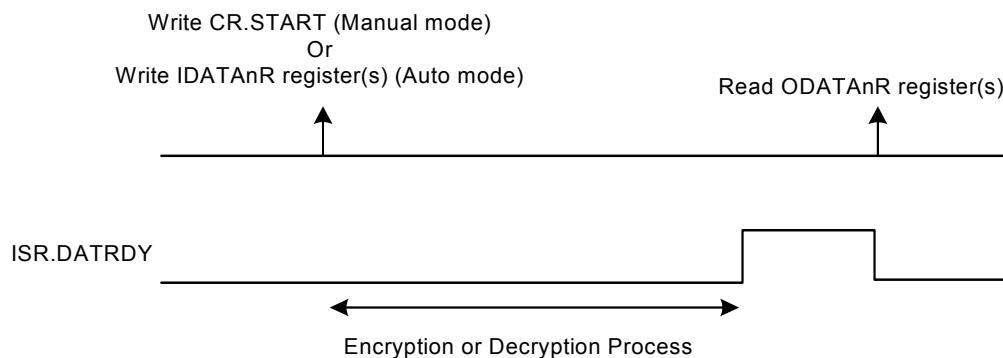 Write CR.START (Manual mode)
Or
Write IDATAnR register(s) (Auto mode)
Read ODATAnR register(s)
ISR.DATRDY
Encryption or Decryption Process